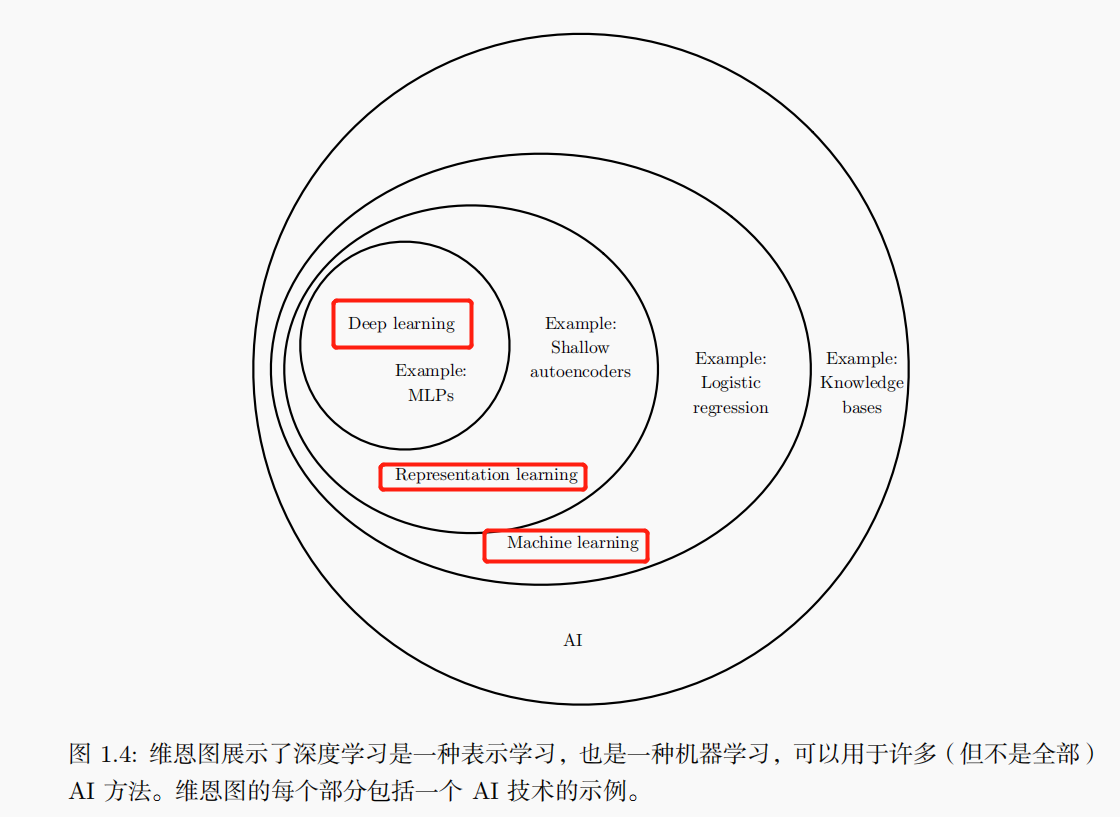 Deep learning
Example:
MLPs
Example:
Shallow
autoencoders
Example:
Logistic
regression
Example:
Knowledge
bases
Representation learning
Machine learning
AI
图 1.4: 维恩图展示了深度学习是一种表示学习，也是一种机器学习，可以用于许多（但不是全部）
AI 方法。维恩图的每个部分包括一个 AI 技术的示例。